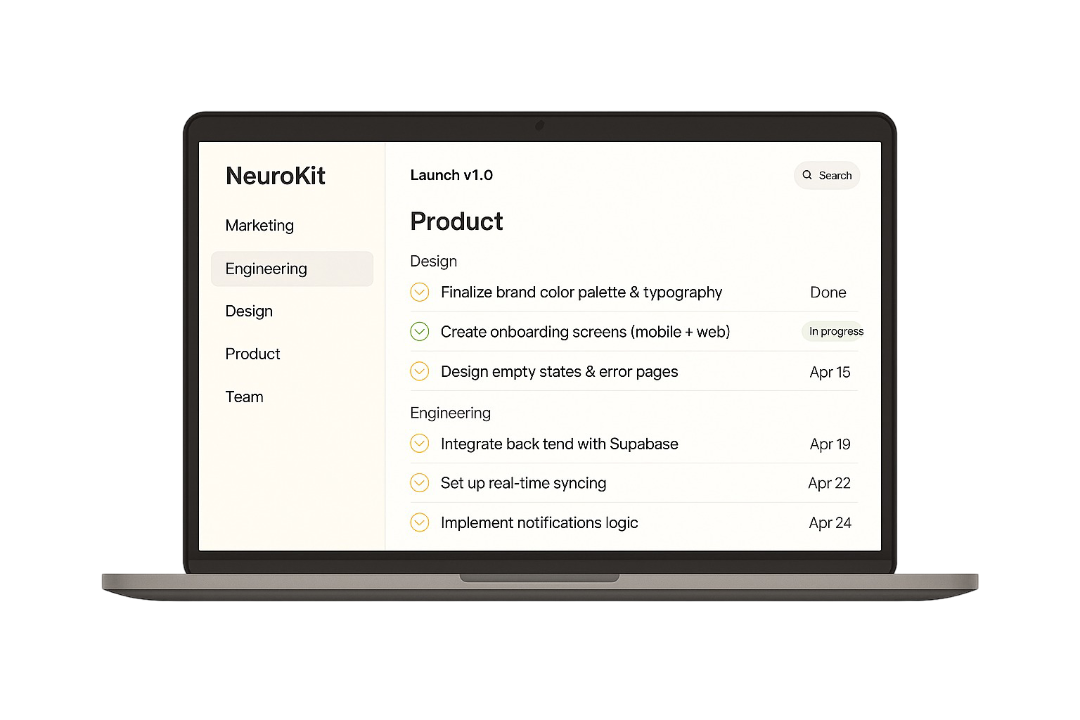 NeuroKit
Marketing
Engineering
Design
Product
Team
Launch v1.0
Search
Product
Design
Finalize brand color palette & typography Done
Create onboarding screens (mobile + web) In progress
Design empty states & error pages Apr 15
Engineering
Integrate back tend with Supabase Apr 19
Set up real-time syncing Apr 22
Implement notifications logic Apr 24